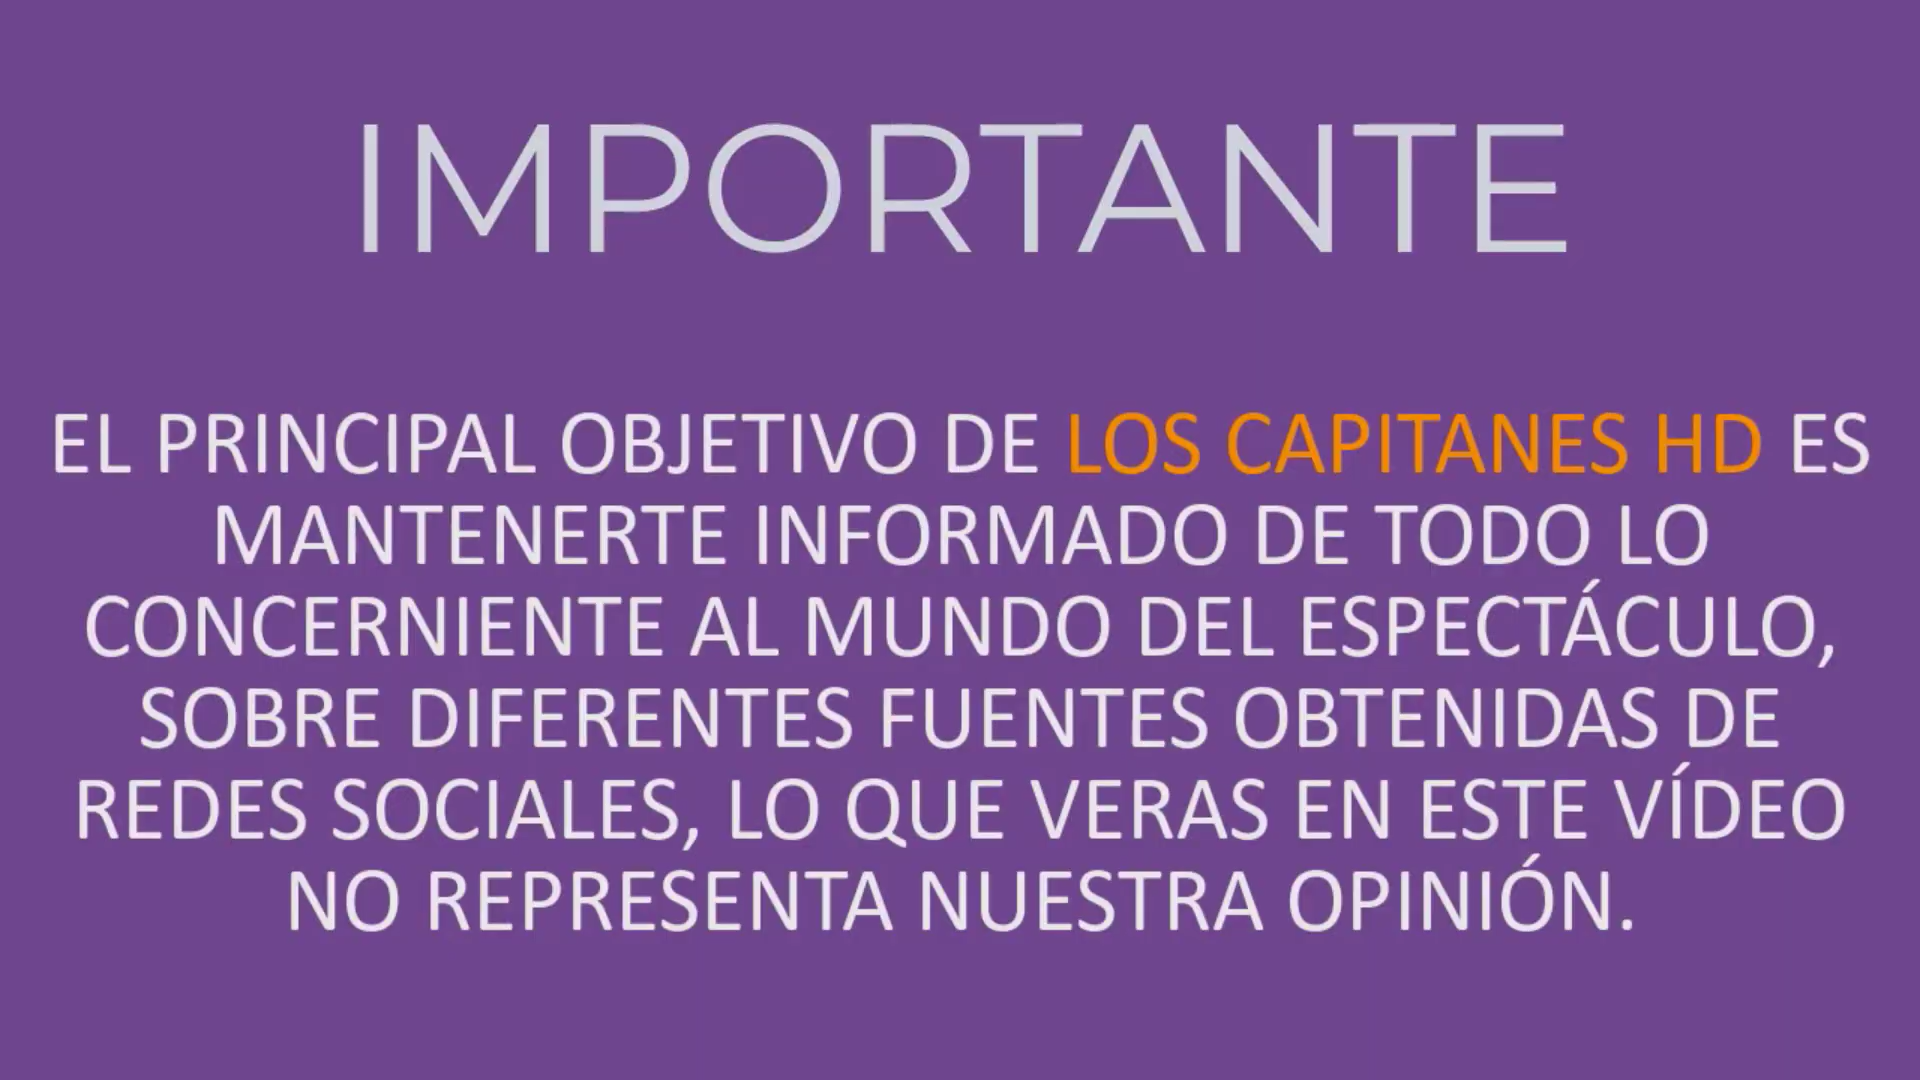 IMPORTANTE
EL PRINCIPAL OBJETIVO DE LOS CAPITANES HD ES
MANTENERTE INFORMADO DE TODO LO
CONCERNIENTE AL MUNDO DEL ESPECTÁCULO,
SOBRE DIFERENTES FUENTES OBTENIDAS DE
REDES SOCIALES, LO QUE VERAS EN ESTE VÍDEO
NO REPRESENTA NUESTRA OPINIÓN.